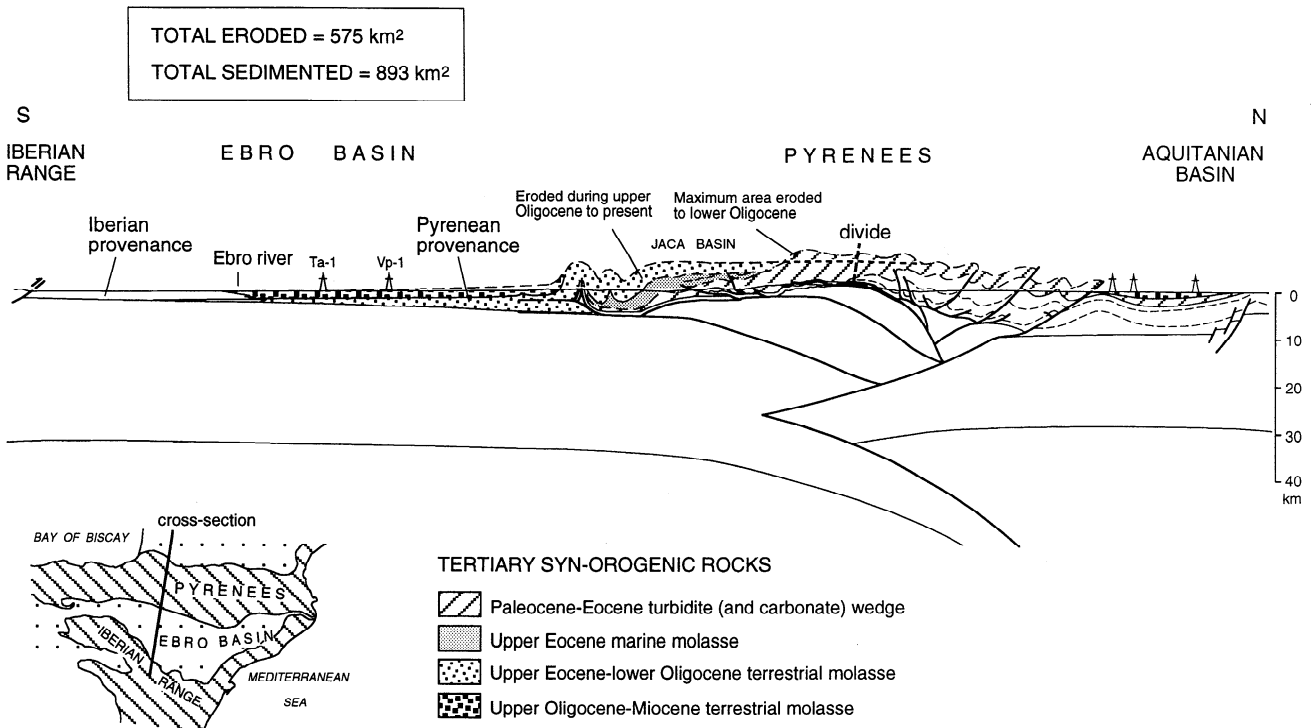 TOTAL ERODED = 575 km²
TOTAL SEDIMENTED = 893 km²
S
N
IBERIAN
RANGE
EBRO BASIN
PYRENEES
AQUITANIAN
BASIN
Iberian
provenance
Ebro river
Ta-1
Vp-1
Pyrenean
provenance
Eroded during upper
Oligocene to present
Maximum area eroded
to lower Oligocene
JACA BASIN
divide
0
10
20
30
40
km
cross-section
BAY OF BISCAY
PYRENEES
EBRO BASIN
IBERIAN
RANGE
MEDITERRANEAN
SEA
TERTIARY SYN-OROGENIC ROCKS
Paleocene-Eocene turbidite (and carbonate) wedge
Upper Eocene marine molasse
Upper Eocene-lower Oligocene terrestrial molasse
Upper Oligocene-Miocene terrestrial molasse